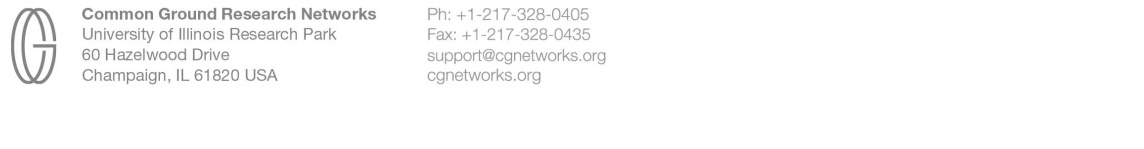 Common Ground Research Networks
University of Illinois Research Park
60 Hazelwood Drive
Champaign, IL 61820 USA
Ph: +1-217-328-0405
Fax: +1-217-328-0435
support@cgnetworks.org
cgnetworks.org